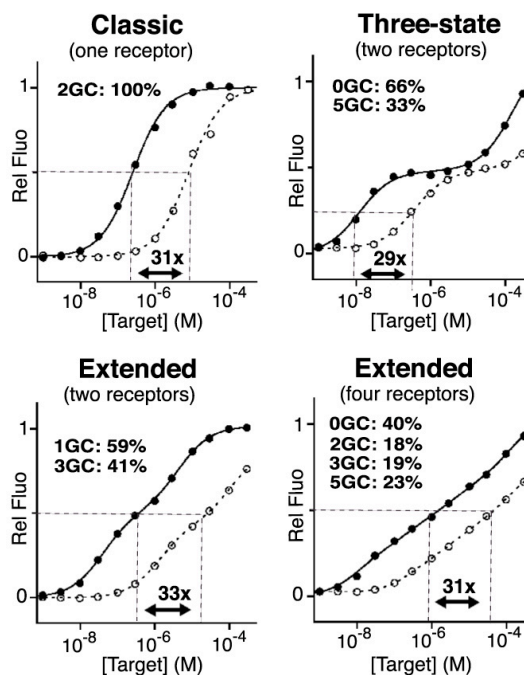 Classic
(one receptor)
2GC: 100%
Rel Fluo
1
0
31x
10⁻⁸
10⁻⁶
10⁻⁴
[Target] (M)
Three-state
(two receptors)
0GC: 66%
5GC: 33%
Rel Fluo
1
0
29x
10⁻⁸
10⁻⁶
10⁻⁴
[Target] (M)
Extended
(two receptors)
1GC: 59%
3GC: 41%
Rel Fluo
1
0
33x
10⁻⁸
10⁻⁶
10⁻⁴
[Target] (M)
Extended
(four receptors)
0GC: 40%
2GC: 18%
3GC: 19%
5GC: 23%
Rel Fluo
1
0
31x
10⁻⁸
10⁻⁶
10⁻⁴
[Target] (M)